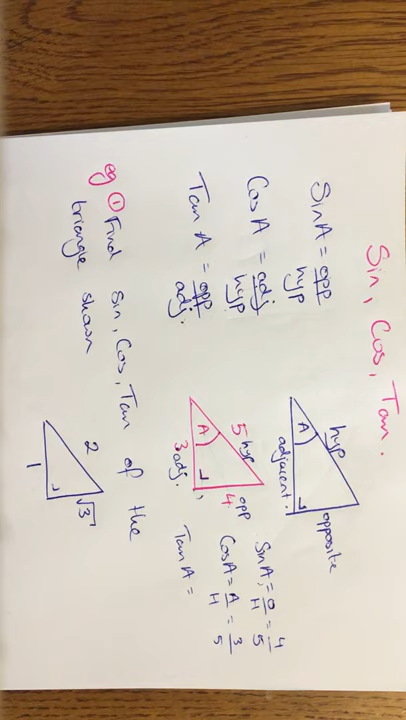 Sin, Cos, Tan.
SinA = opp/hyp
CosA = adj/hyp
Tan A = opp/adj.
hyp
A
adjacent.
opposite
5 hyp
A
3 adj.
4 opp
SinA = O/H = 4/5
CosA = A/H = 3/5
TanA =
eg ① Find Sin, Cos, Tan of the
triangle shown
2
1
√3